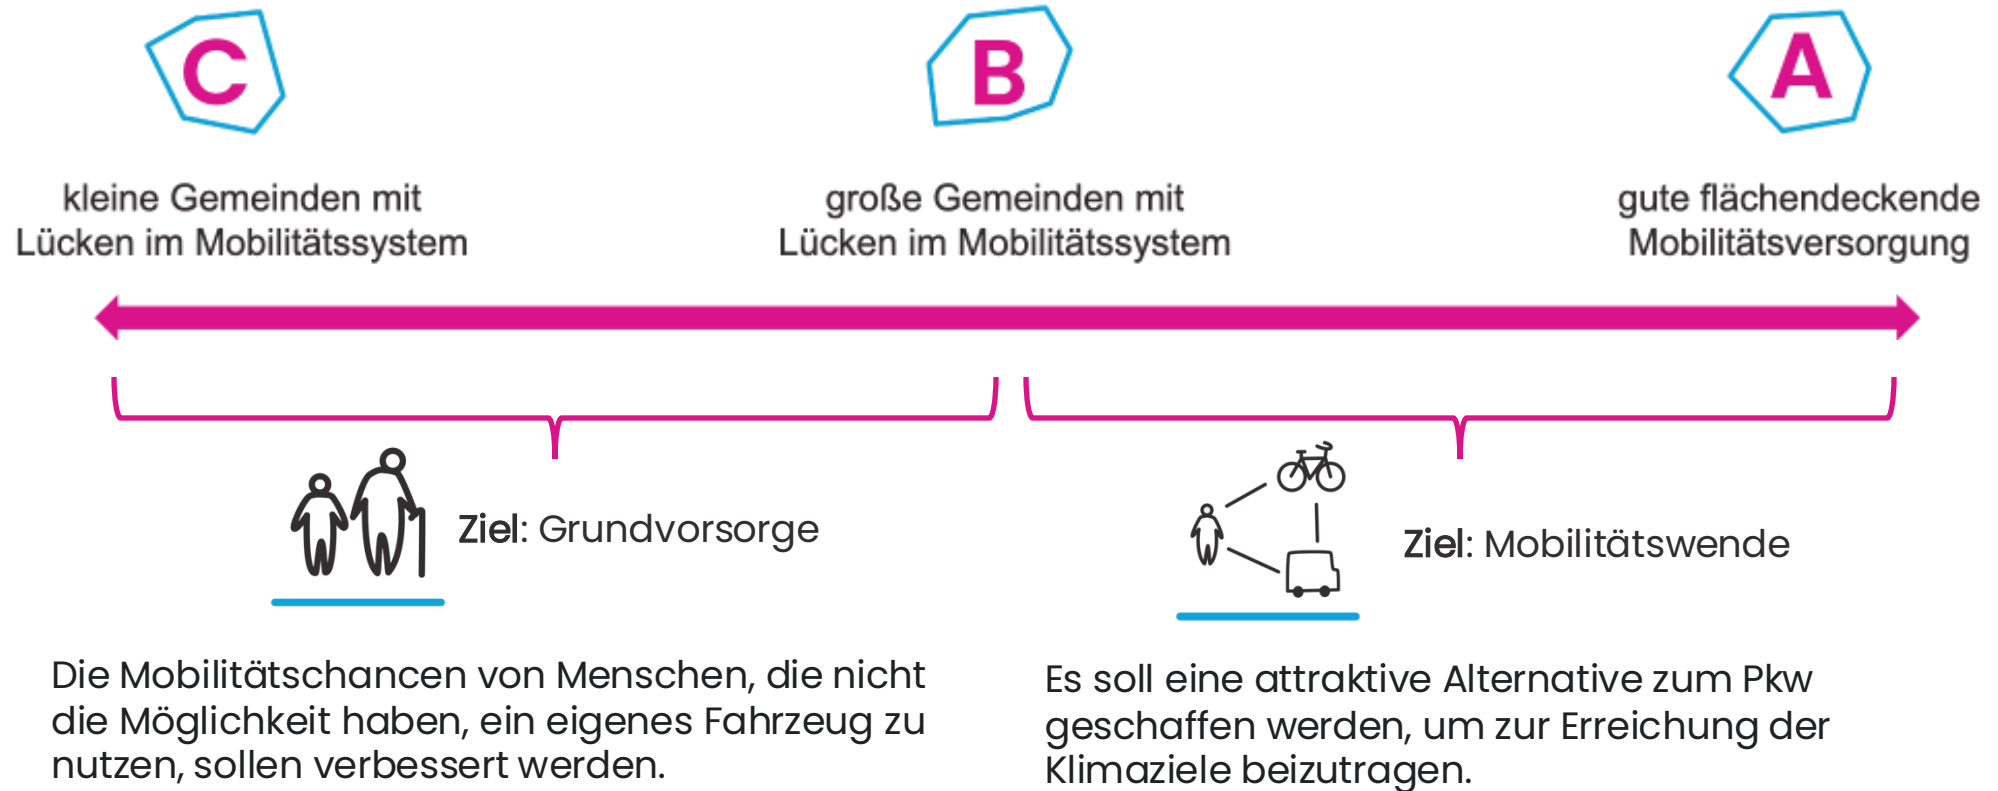 C
B
A
kleine Gemeinden mit
Lücken im Mobilitätssystem
große Gemeinden mit
Lücken im Mobilitätssystem
gute flächendeckende
Mobilitätsversorgung
Ziel: Grundvorsorge
Ziel: Mobilitätswende
Die Mobilitätschancen von Menschen, die nicht
die Möglichkeit haben, ein eigenes Fahrzeug zu
nutzen, sollen verbessert werden.
Es soll eine attraktive Alternative zum Pkw
geschaffen werden, um zur Erreichung der
Klimaziele beizutragen.